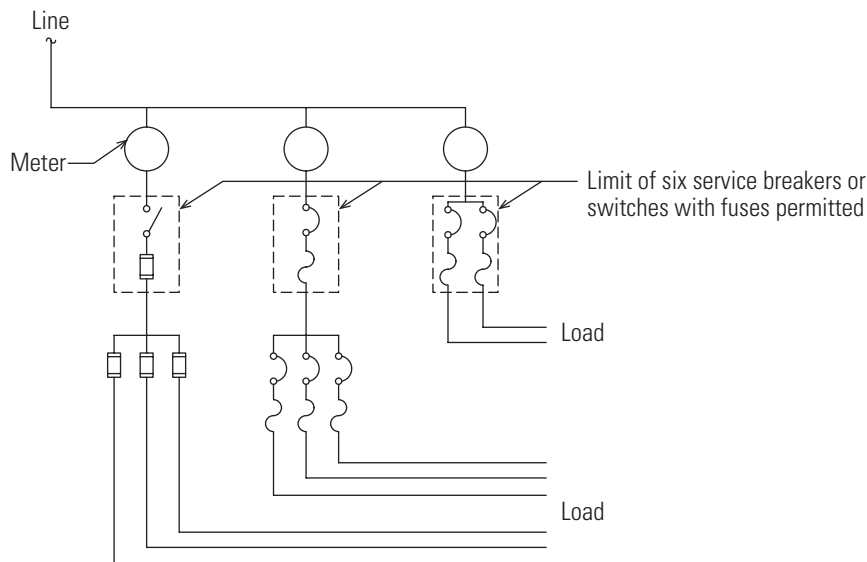 Line
Meter
Limit of six service breakers or
switches with fuses permitted
Load
Load